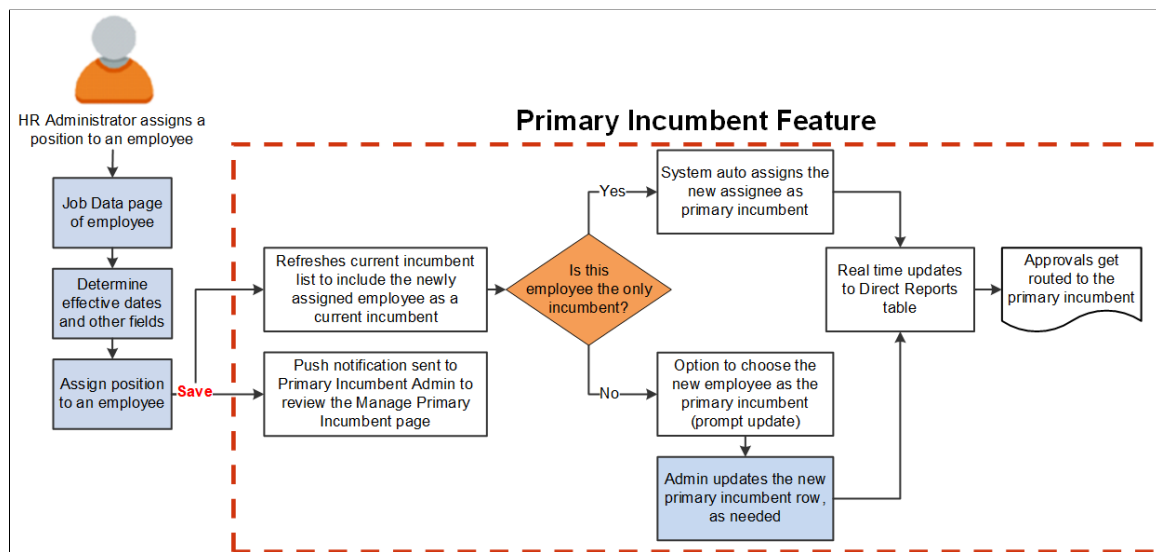 HR Administrator assigns a
position to an employee
Primary Incumbent Feature
Job Data page
of employee
Determine
effective dates
and other fields
Assign position
to an employee
Save
Refreshes current incumbent
list to include the newly
assigned employee as a
current incumbent
Push notification sent to
Primary Incumbent Admin to
review the Manage Primary
Incumbent page
Is this
employee the only
incumbent?
Yes
System auto assigns the
new assignee as
primary incumbent
No
Option to choose the
new employee as the
primary incumbent
(prompt update)
Admin updates the new
primary incumbent row,
as needed
Real time updates
to Direct Reports
table
Approvals get
routed to the
primary incumbent